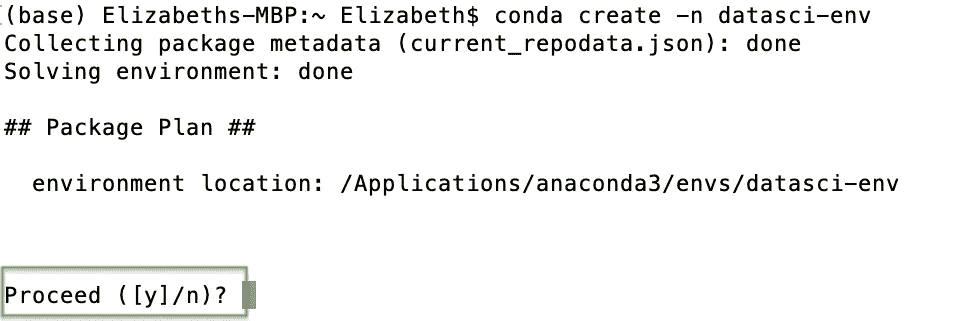 (base) Elizabeths-MBP:~ Elizabeth$ conda create -n datasci-env
Collecting package metadata (current_repodata.json): done
Solving environment: done
## Package Plan ##
environment location: /Applications/anaconda3/envs/datasci-env
Proceed ([y]/n)?